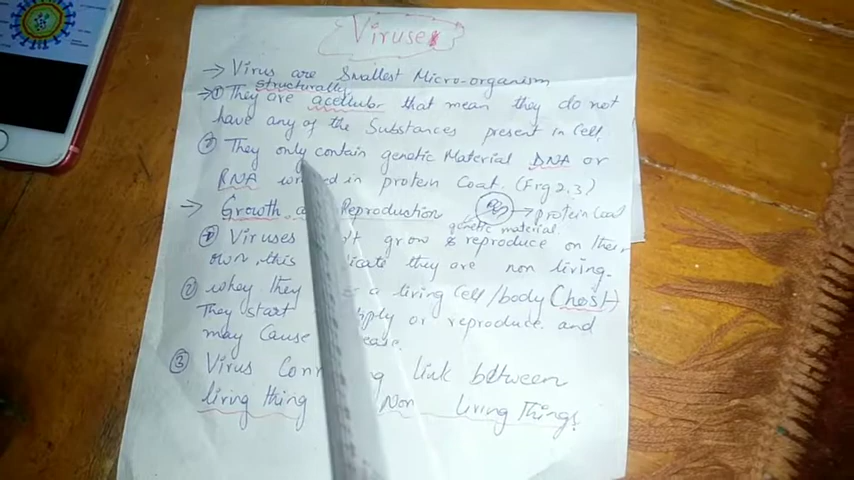 Viruses
→ Virus are Smallest Micro-organism
structurally
→ ① They are acellular that mean they do not
have any of the Substances present in Cell,
② They only contain genetic Material DNA or
RNA in protein Coat. (Frg 2.3)
→ Growth Reproduction → protein Coat
genetic material.
① Viruses grow & reproduce on their
own, this they are non living.
② whey they a living Cell/body (host)
They start or reproduce. and
may Cause
③ Virus link between
living thing Non living Things.